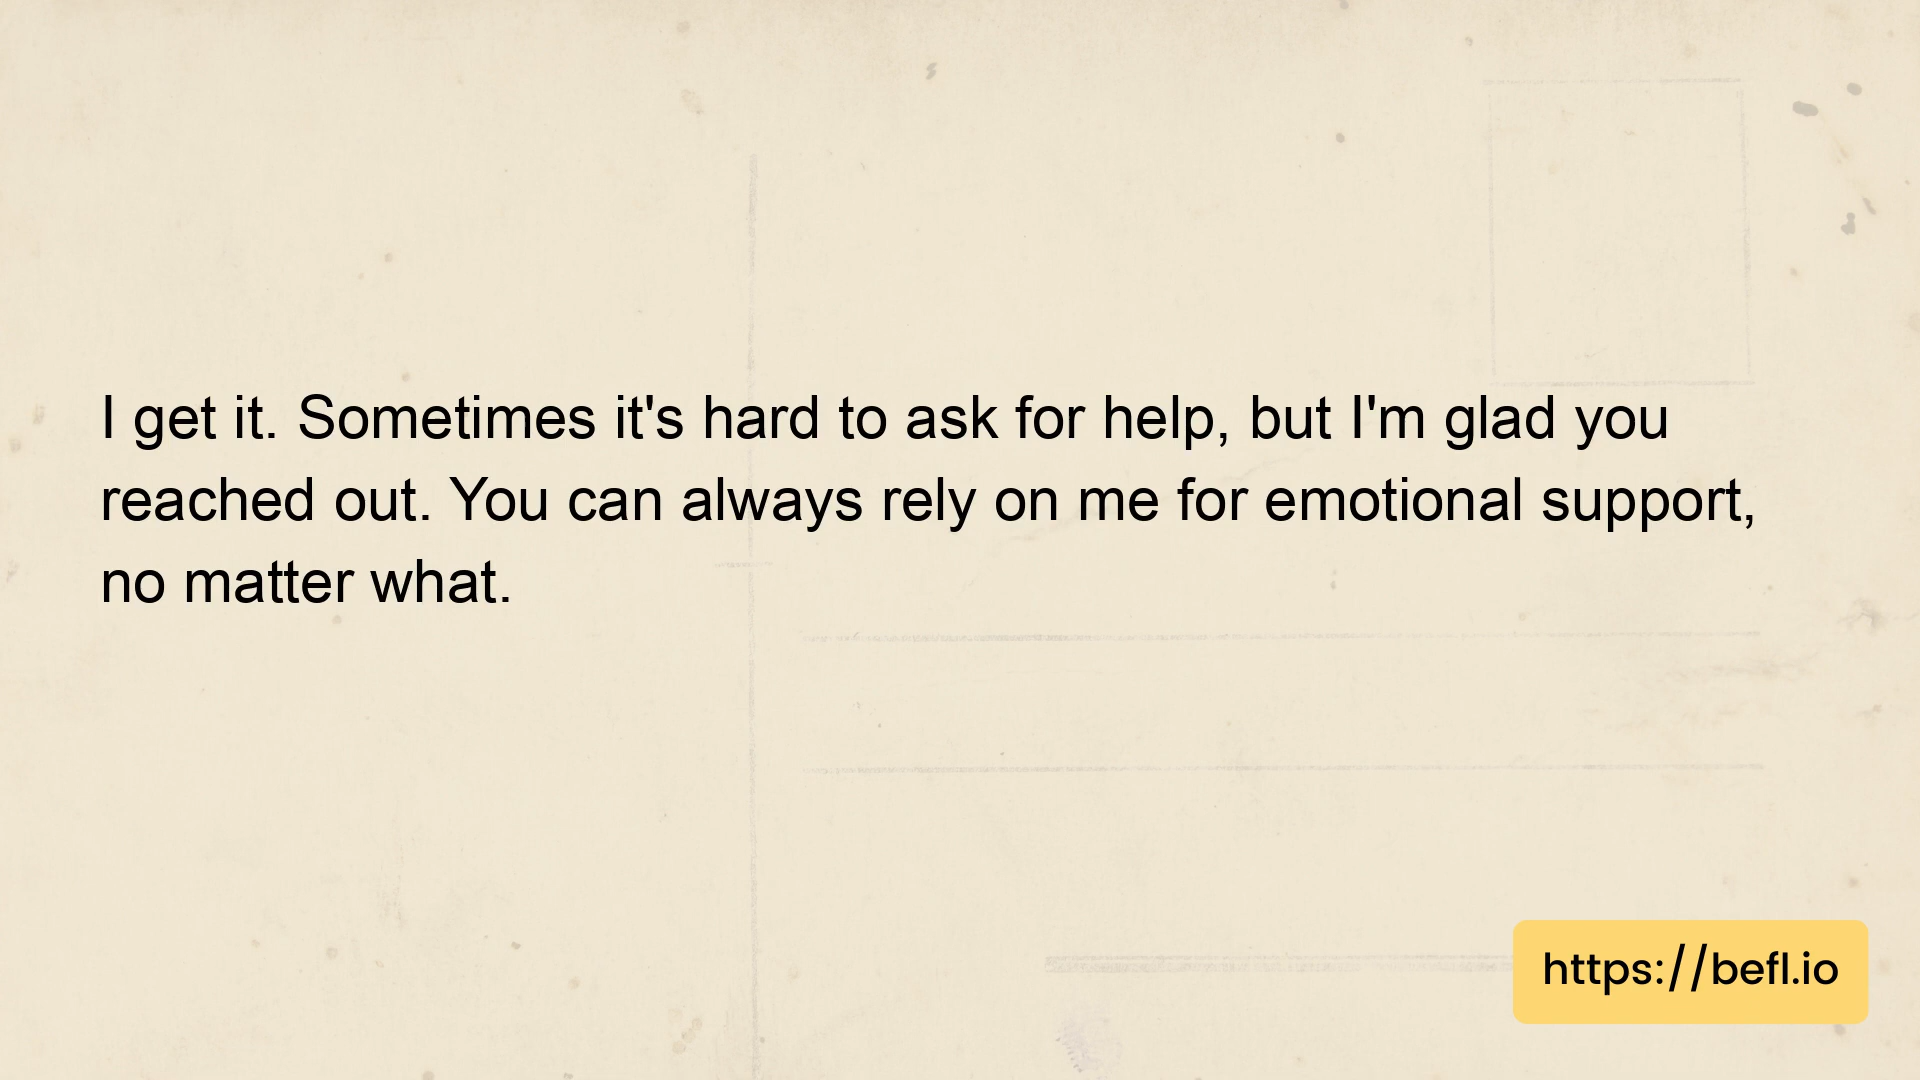 I get it. Sometimes it's hard to ask for help, but I'm glad you
reached out. You can always rely on me for emotional support,
no matter what.
https://befl.io